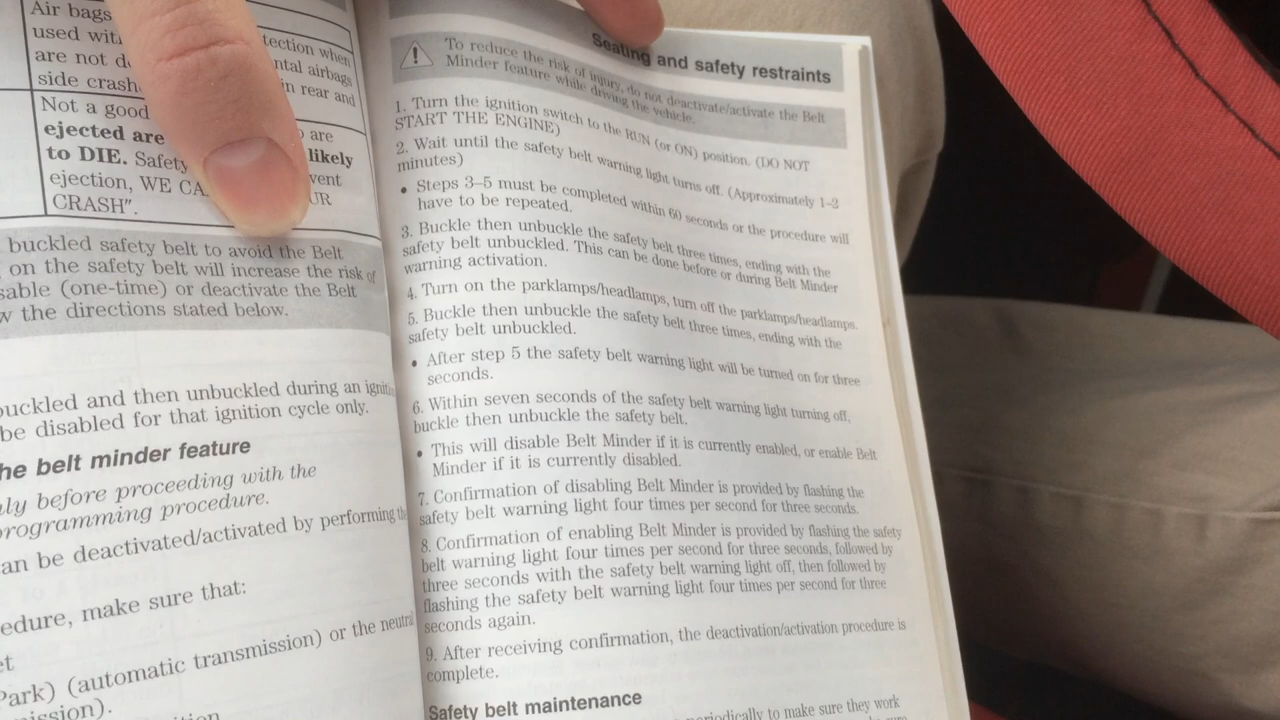 Air bags
used with tection when
are not d ntal airbags
side crash in rear and
Not a good
ejected are are
to DIE. Safety likely
ejection, WE CA vent
CRASH". UR
buckled safety belt to avoid the Belt
on the safety belt will increase the risk of
sable (one-time) or deactivate the Belt
w the directions stated below.
buckled and then unbuckled during an ignition
be disabled for that ignition cycle only.
he belt minder feature
ly before proceeding with the
programming procedure.
an be deactivated/activated by performing the
edure, make sure that:
et
Park) (automatic transmission) or the neutral
mission).
ition
Seating and safety restraints
To reduce the risk of injury, do not deactivate/activate the Belt
Minder feature while driving the vehicle.
1. Turn the ignition switch to the RUN (or ON) position. (DO NOT
START THE ENGINE)
2. Wait until the safety belt warning light turns off. (Approximately 1–2
minutes)
• Steps 3–5 must be completed within 60 seconds or the procedure will
have to be repeated.
3. Buckle then unbuckle the safety belt three times, ending with the
safety belt unbuckled. This can be done before or during Belt Minder
warning activation.
4. Turn on the parklamps/headlamps, turn off the parklamps/headlamps.
5. Buckle then unbuckle the safety belt three times, ending with the
safety belt unbuckled.
• After step 5 the safety belt warning light will be turned on for three
seconds.
6. Within seven seconds of the safety belt warning light turning off,
buckle then unbuckle the safety belt.
• This will disable Belt Minder if it is currently enabled, or enable Belt
Minder if it is currently disabled.
7. Confirmation of disabling Belt Minder is provided by flashing the
safety belt warning light four times per second for three seconds.
8. Confirmation of enabling Belt Minder is provided by flashing the safety
belt warning light four times per second for three seconds, followed by
three seconds with the safety belt warning light off, then followed by
flashing the safety belt warning light four times per second for three
seconds again.
9. After receiving confirmation, the deactivation/activation procedure is
complete.
Safety belt maintenance
periodically to make sure they work